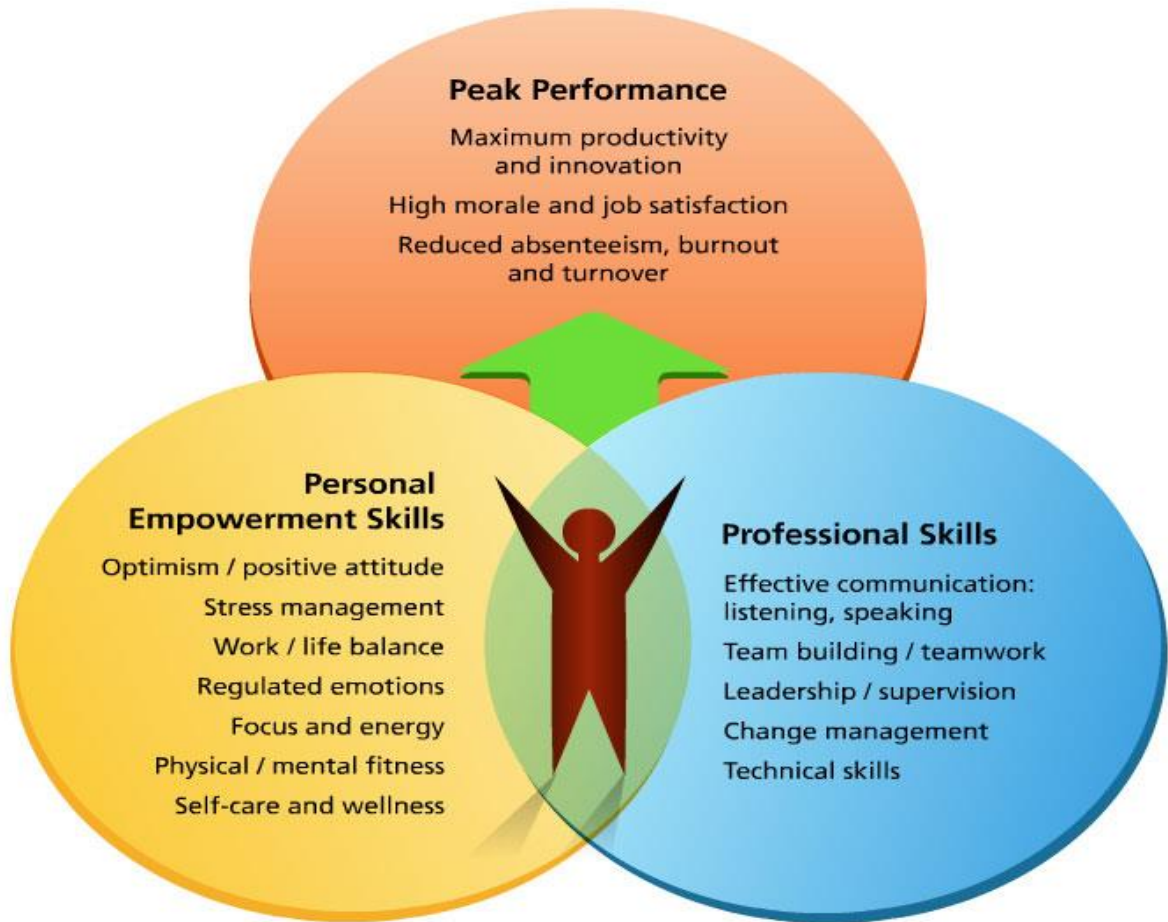 Peak Performance
Maximum productivity
and innovation
High morale and job satisfaction
Reduced absenteeism, burnout
and turnover
Personal
Empowerment Skills
Optimism / positive attitude
Stress management
Work / life balance
Regulated emotions
Focus and energy
Physical / mental fitness
Self-care and wellness
Professional Skills
Effective communication:
listening, speaking
Team building / teamwork
Leadership / supervision
Change management
Technical skills